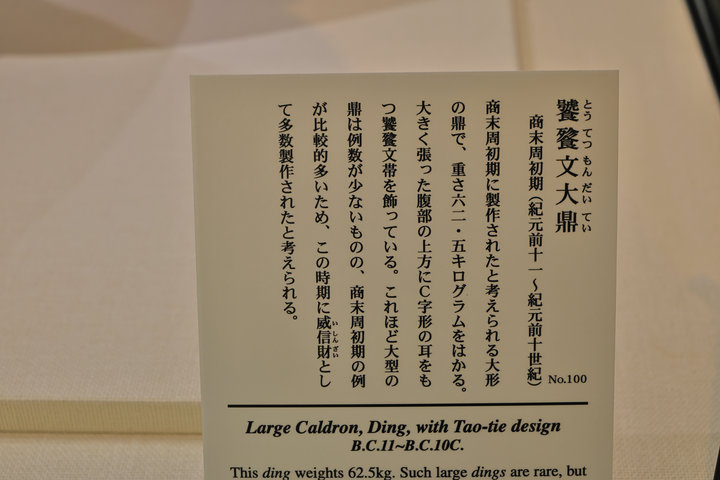 饕餮文大鼎
とうてつもんだいてい
商末周初期(紀元前十一~紀元前十世紀)
No.100
商末周初期に製作されたと考えられる大形
の鼎で、重さ六二・五キログラムをはかる。
大きく張った腹部の上方にC字形の耳をも
つ饕餮文帯を飾っている。これほど大型の
鼎は例数が少ないものの、商末周初期の例
が比較的多いため、この時期に威信財とし
いしんざい
て多数製作されたと考えられる。
Large Caldron, Ding, with Tao-tie design
B.C.11~B.C.10C.
This ding weights 62.5kg. Such large dings are rare, but